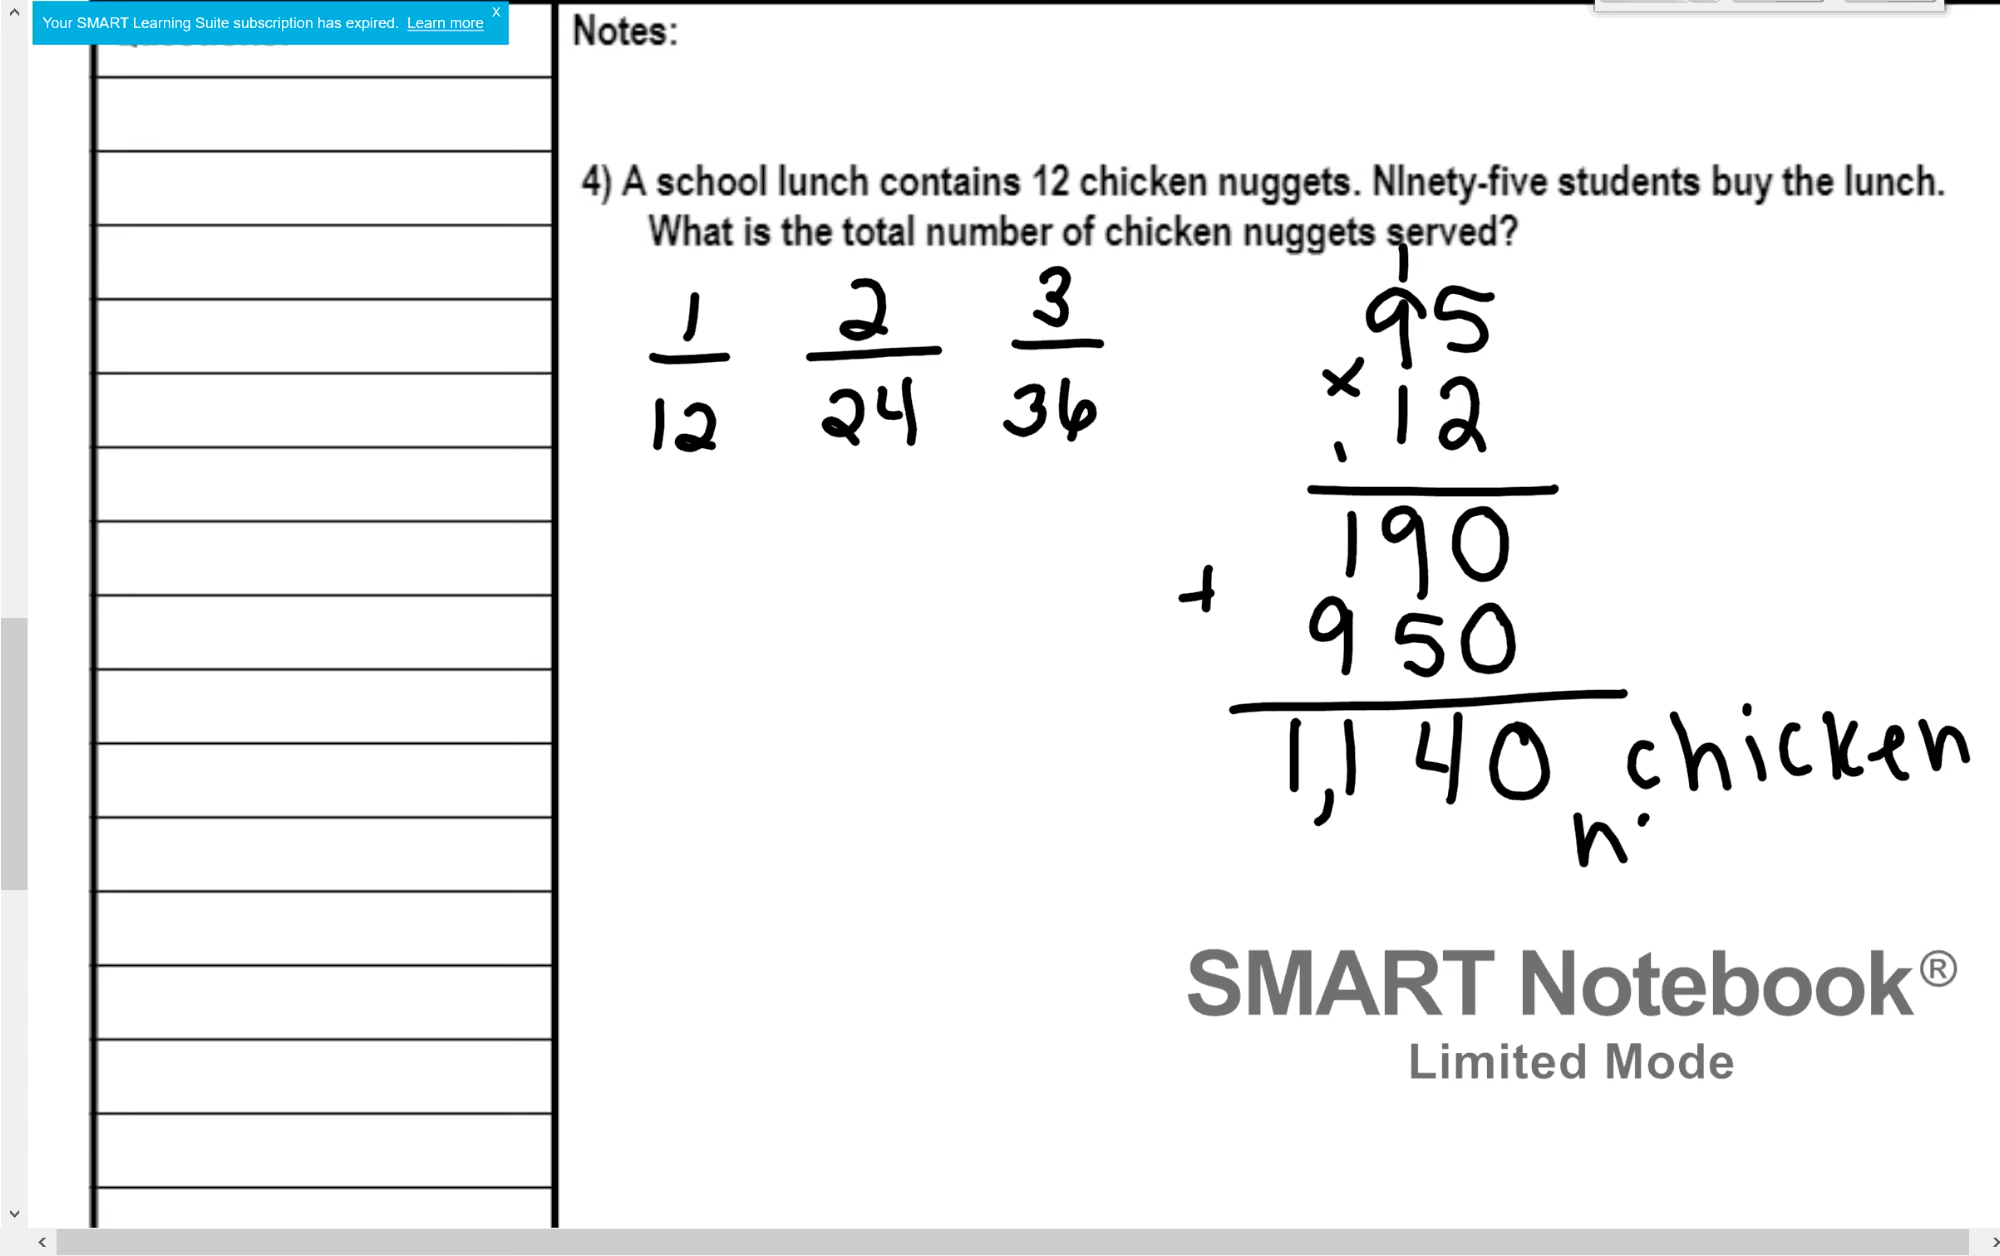 Your SMART Learning Suite subscription has expired. Learn more X
Notes:
4) A school lunch contains 12 chicken nuggets. NInety-five students buy the lunch.
What is the total number of chicken nuggets served?
1 2 3
12 24 36
1
95
x 12
190
+ 950
1,140 chicken
n.
SMART Notebook®
Limited Mode